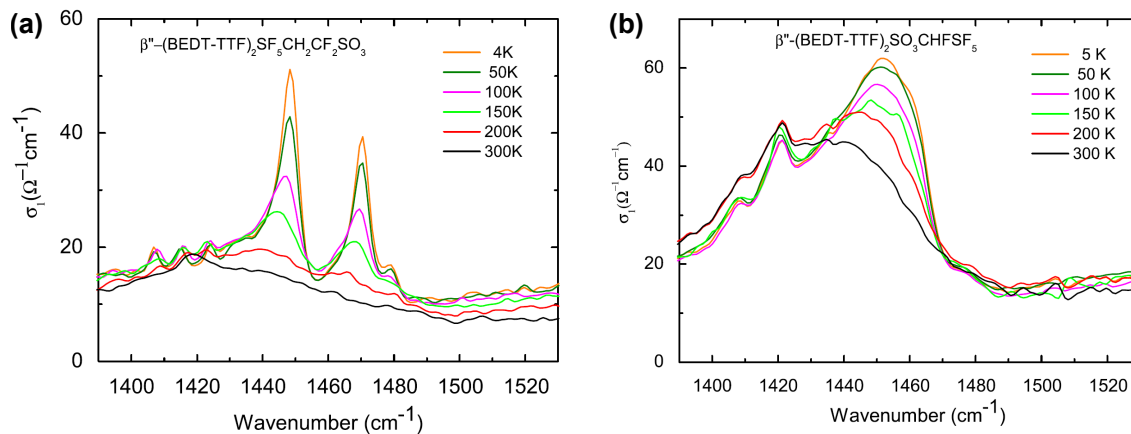 (a)
β"–(BEDT-TTF)₂SF₅CH₂CF₂SO₃
4K
50K
100K
150K
200K
300K
60
40
20
0
σ₁(Ω⁻¹cm⁻¹)
1400 1420 1440 1460 1480 1500 1520
Wavenumber (cm⁻¹)
(b)
β"-(BEDT-TTF)₂SO₃CHFSF₅
5 K
50 K
100 K
150 K
200 K
300 K
60
40
20
0
σ₁(Ω⁻¹cm⁻¹)
1400 1420 1440 1460 1480 1500 1520
Wavenumber (cm⁻¹)